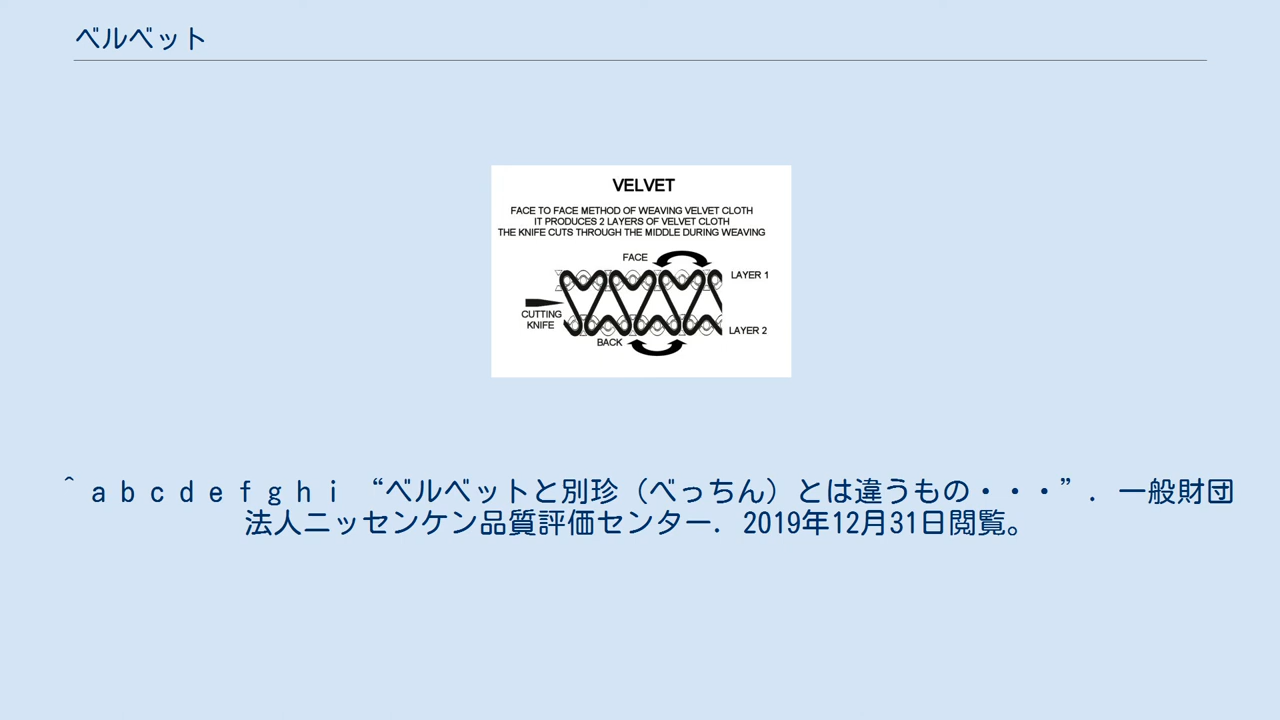 ベルベット
VELVET
FACE TO FACE METHOD OF WEAVING VELVET CLOTH
IT PRODUCES 2 LAYERS OF VELVET CLOTH
THE KNIFE CUTS THROUGH THE MIDDLE DURING WEAVING
FACE
LAYER 1
CUTTING
KNIFE
LAYER 2
BACK
^ a b c d e f g h i “ベルベットと別珍（べっちん）とは違うもの・・・”. 一般財団
法人ニッセンケン品質評価センター. 2019年12月31日閲覧。